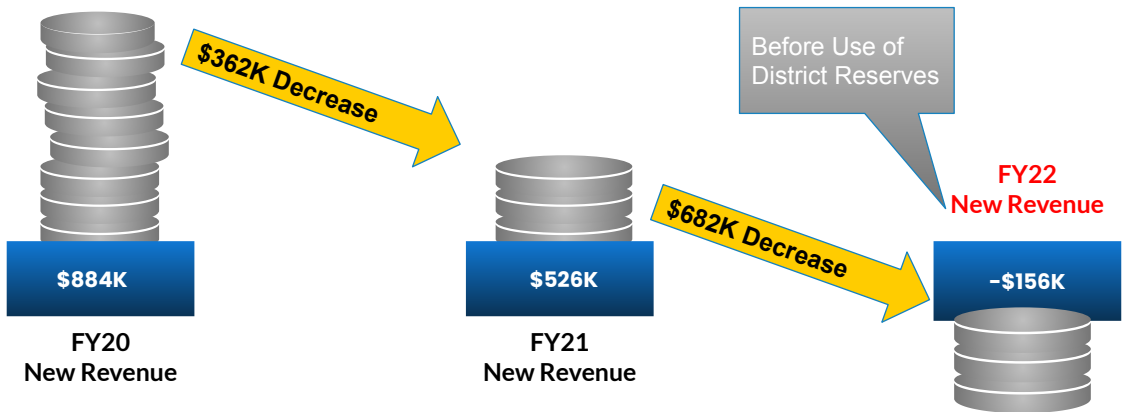 $362K Decrease
Before Use of
District Reserves
$682K Decrease
FY22
New Revenue
$884K
$526K
-$156K
FY20
New Revenue
FY21
New Revenue